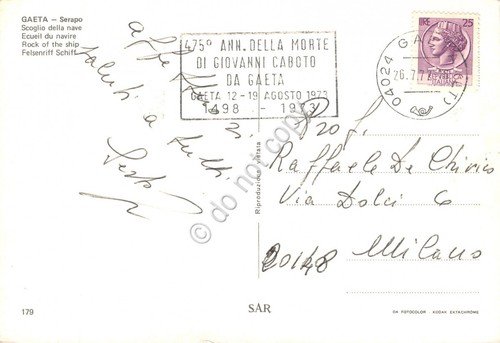 GAETA – Serapo
Scoglio della nave
Ecueil du navire
Rock of the ship
Felsenriff Schiff
475° ANN. DELLA MORTE
DI GIOVANNI CABOTO
DA GAETA
GAETA 12-19 AGOSTO 1973
1498 - 1973
04024 GAETA
26.7.7
25
Saluti a tutti
Prof.
Raffaele De Chirico
Via Dolci 6
20148 Milano
Riproduzione vietata
do not copy
179
SAR
DA FOTOCOLOR - KODAK EKTACHROME